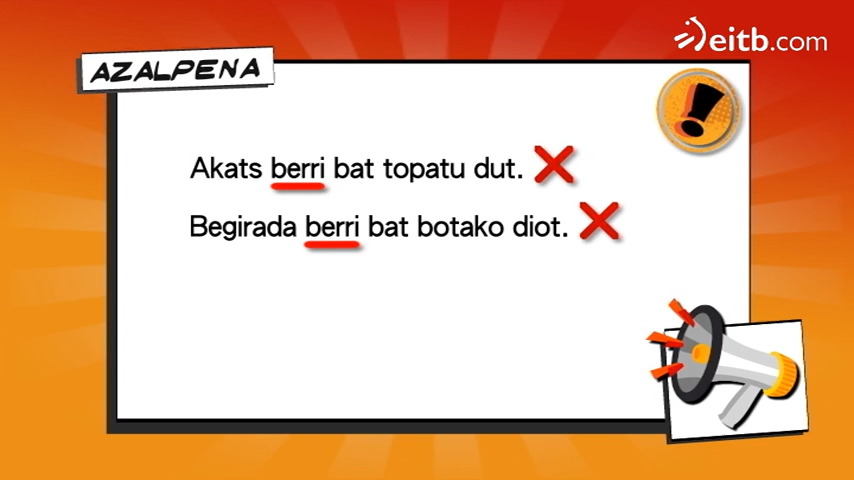 eitb.com
AZALPENA
Akats berri bat topatu dut.
Begirada berri bat botako diot.